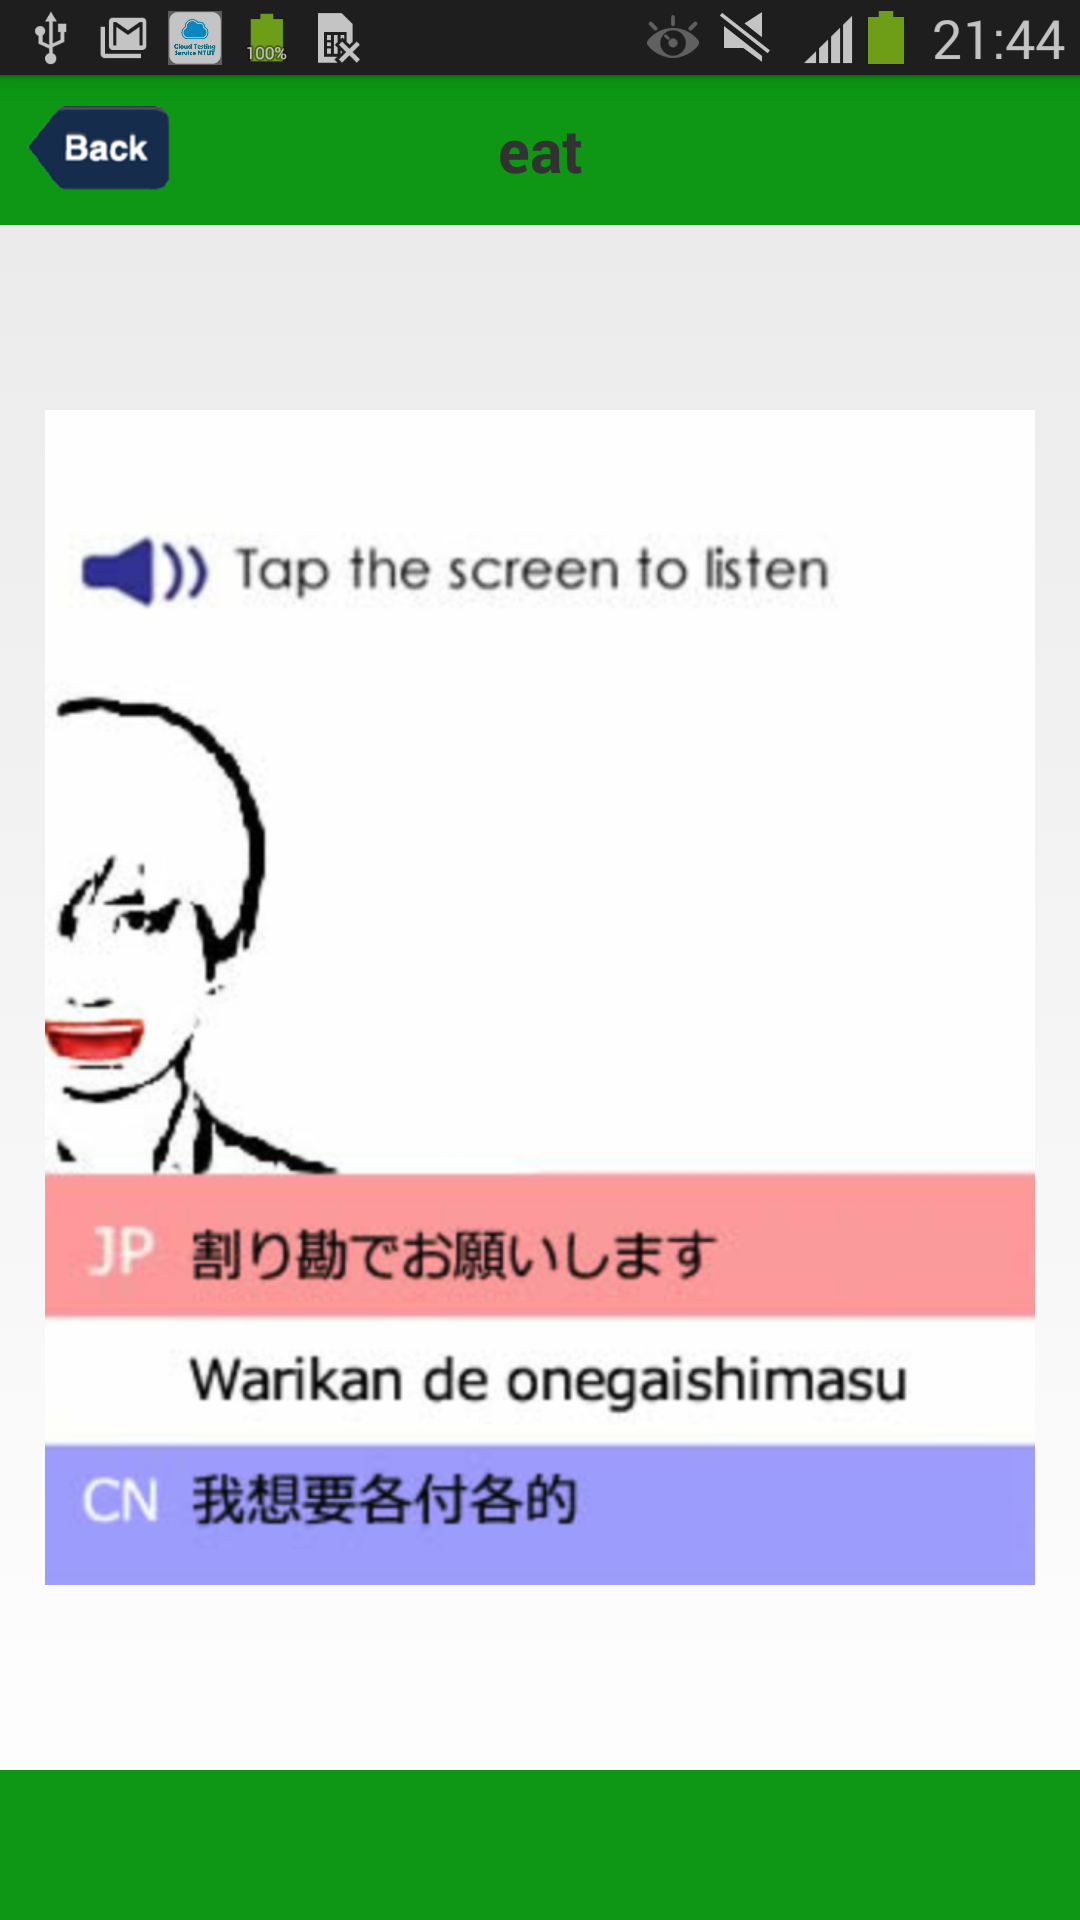 100%
21:44
Back
eat
Tap the screen to listen
JP 割り勘でお願いします
Warikan de onegaishimasu
CN 我想要各付各的